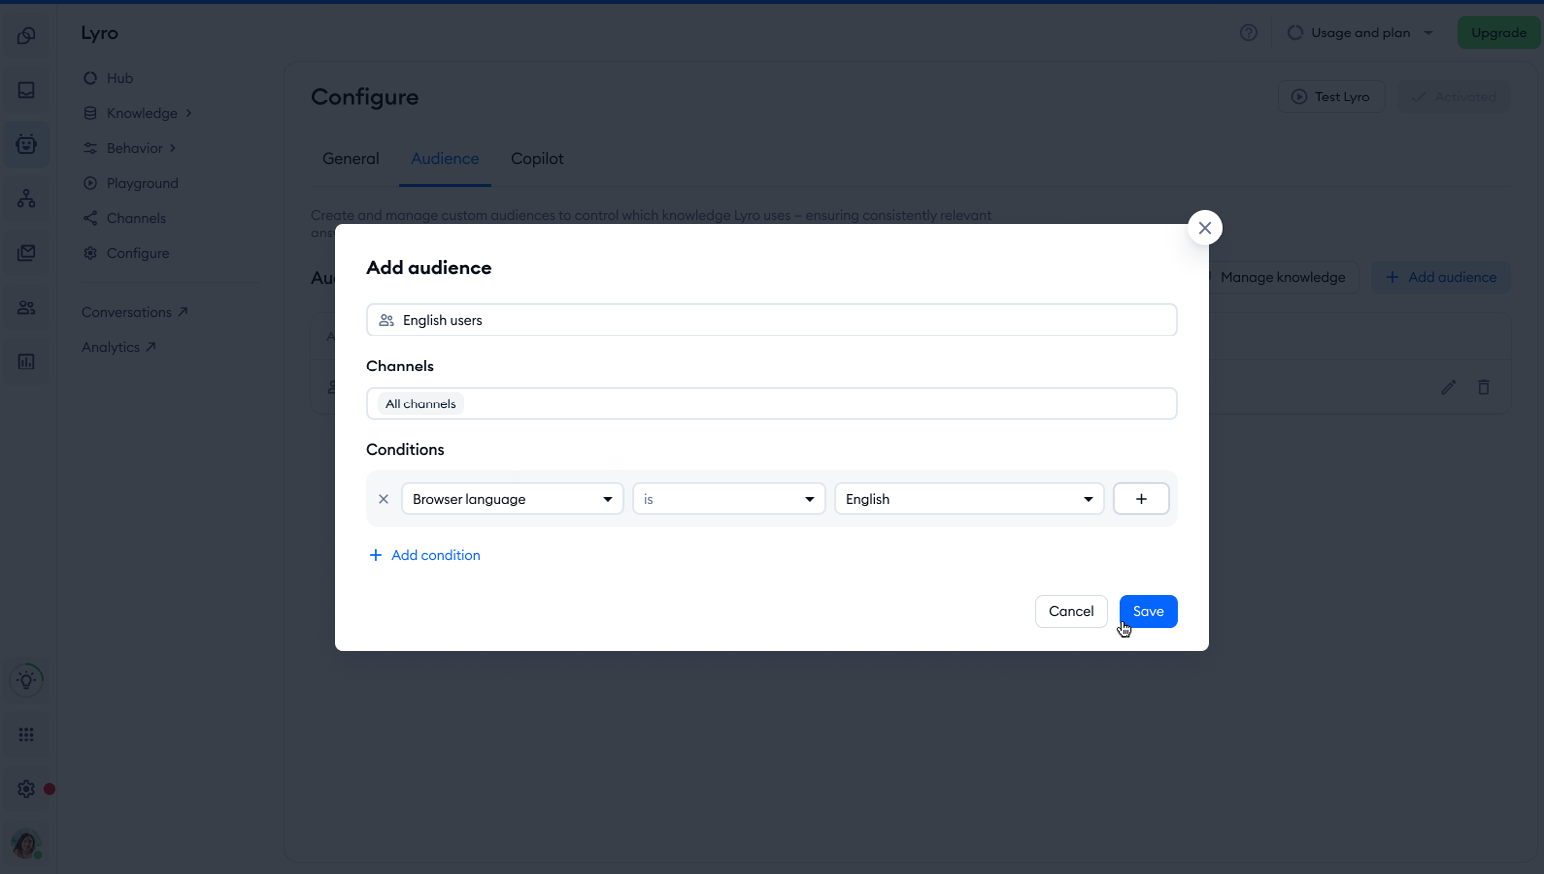 Lyro
Usage and plan
Upgrade
Hub
Knowledge
Behavior
Playground
Channels
Configure
Conversations
Analytics
Configure
Test Lyro
Activated
General
Audience
Copilot
Create and manage custom audiences to control which knowledge Lyro uses – ensuring consistently relevant
Manage knowledge
Add audience
Add audience
English users
Channels
All channels
Conditions
Browser language
is
English
Add condition
Cancel
Save